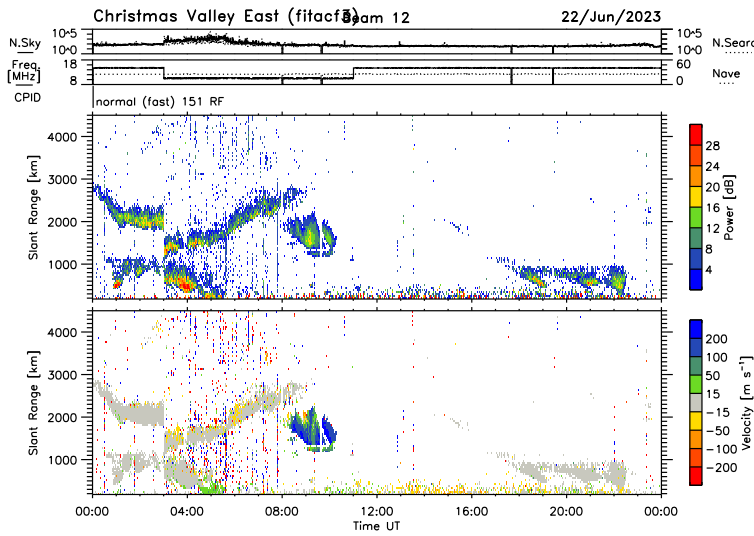 Christmas Valley East (fitacf3) Beam 12 22/Jun/2023
N.Sky 10^5 10^0 10^5 10^0 N.Search
Freq. [MHz] 18 8 60 0 Nave
CPID normal (fast) 151 RF
Slant Range [km] 4000 3000 2000 1000
Power [dB] 28 24 20 16 12 8 4
Slant Range [km] 4000 3000 2000 1000
Velocity [m s⁻¹] 200 100 50 15 -15 -50 -100 -200
00:00 04:00 08:00 12:00 16:00 20:00 00:00
Time UT